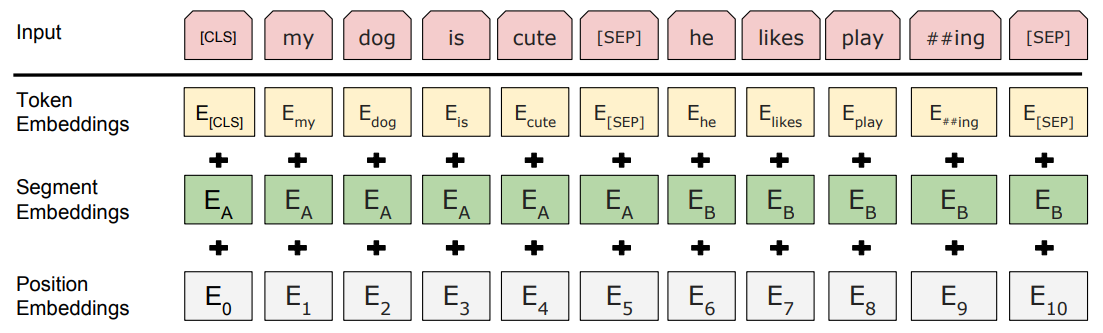 Input [CLS] my dog is cute [SEP] he likes play ##ing [SEP]
Token
Embeddings
E[CLS] Emy Edog Eis Ecute E[SEP] Ehe Elikes Eplay E##ing E[SEP]
+ + + + + + + + + + +
Segment
Embeddings
EA EA EA EA EA EA EB EB EB EB EB
+ + + + + + + + + + +
Position
Embeddings
E0 E1 E2 E3 E4 E5 E6 E7 E8 E9 E10